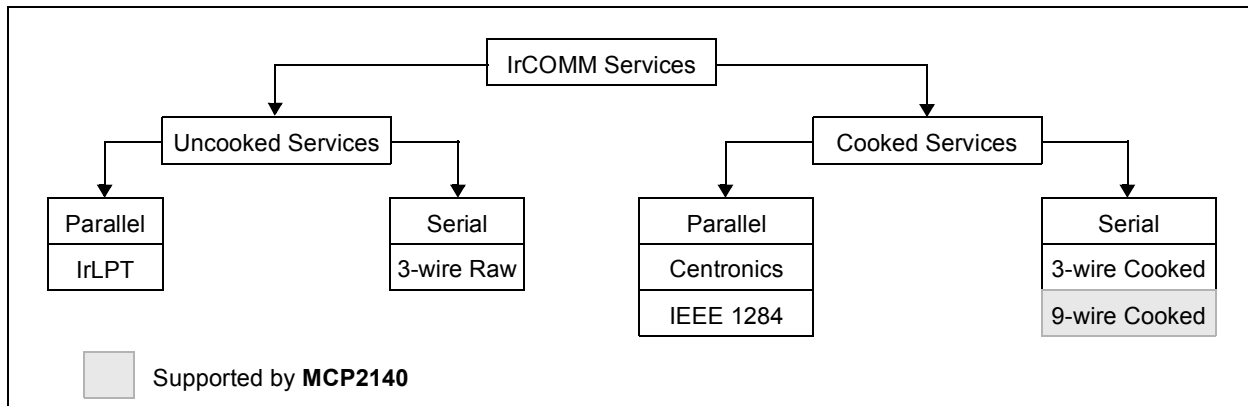 IrCOMM Services
Uncooked Services
Cooked Services
Parallel
IrLPT
Serial
3-wire Raw
Parallel
Centronics
IEEE 1284
Serial
3-wire Cooked
9-wire Cooked
Supported by MCP2140